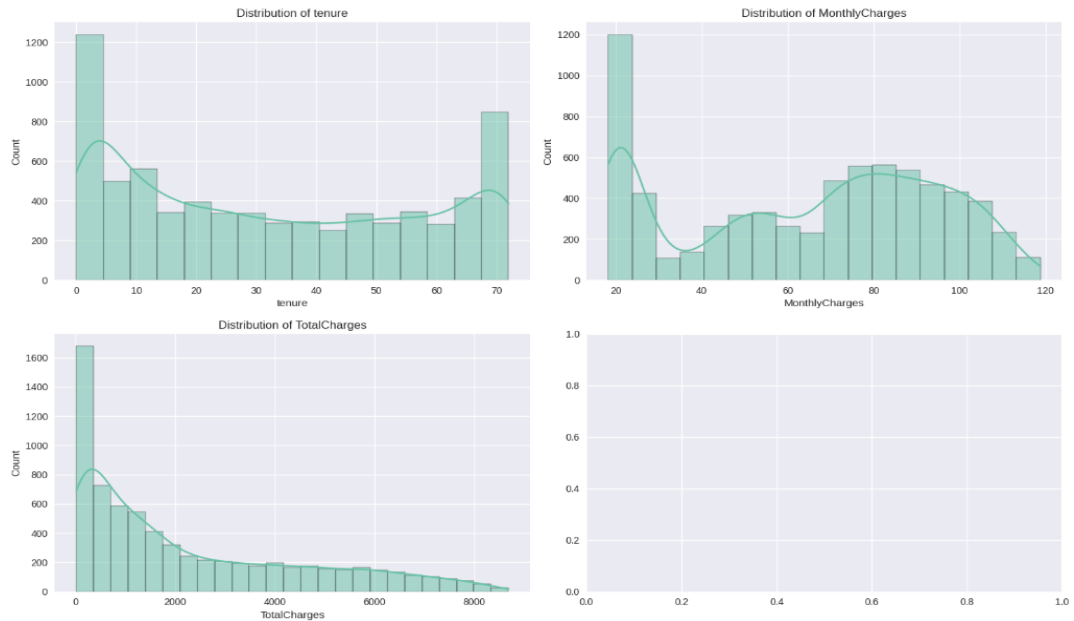 Distribution of tenure
1200
1000
800
600
400
200
0
Count
0 10 20 30 40 50 60 70
tenure
Distribution of MonthlyCharges
1200
1000
800
600
400
200
0
Count
20 40 60 80 100 120
MonthlyCharges
Distribution of TotalCharges
1600
1400
1200
1000
800
600
400
200
0
Count
0 2000 4000 6000 8000
TotalCharges
1.0
0.8
0.6
0.4
0.2
0.0
0.0 0.2 0.4 0.6 0.8 1.0